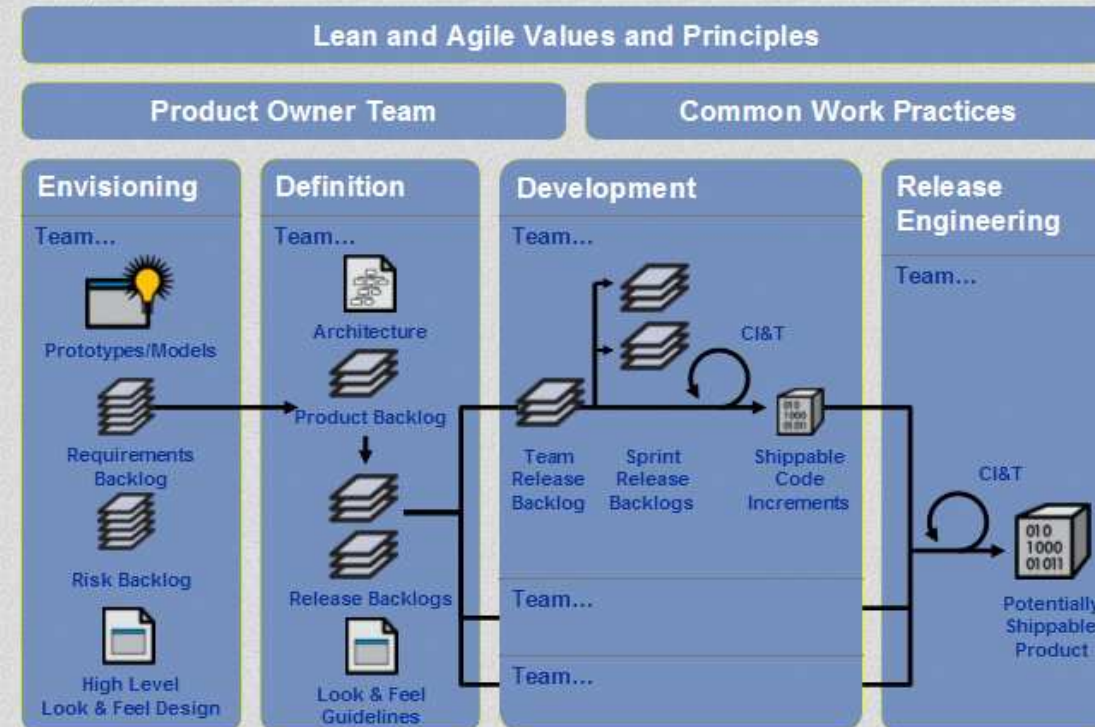 Lean and Agile Values and Principles
Product Owner Team
Common Work Practices
Envisioning
Team...
Prototypes/Models
Requirements
Backlog
Risk Backlog
High Level
Look & Feel Design
Definition
Team...
Architecture
Product Backlog
Release Backlogs
Look & Feel
Guidelines
Development
Team...
CI&T
010
1000
01011
Team
Release
Backlog
Sprint
Release
Backlogs
Shippable
Code
Increments
Team...
Team...
Release
Engineering
Team...
CI&T
010
1000
01011
Potentially
Shippable
Product